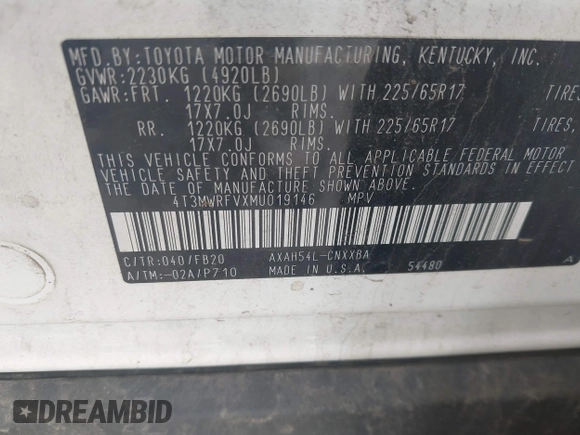 MFD.BY:TOYOTA MOTOR MANUFACTURING, KENTUCKY, INC.
GVWR:2230KG (4920LB)
GAWR:FRT. 1220KG (2690LB) WITH 225/65R17 TIRE
17X7.0J RIMS.
RR. 1220KG (2690LB) WITH 225/65R17 TIRES,
17X7.0J RIMS.
THIS VEHICLE CONFORMS TO ALL APPLICABLE FEDERAL MOTOR
VEHICLE SAFETY AND THEFT PREVENTION STANDARDS IN EFFECT
ON THE DATE OF MANUFACTURE SHOWN ABOVE.
4T3MWRFVXMU019146 MPV
C/TR:040/FB20 AXAH54L-CNXXBA A
A/TM:-02A/P710 MADE IN U.S.A. 54480
DREAMBID